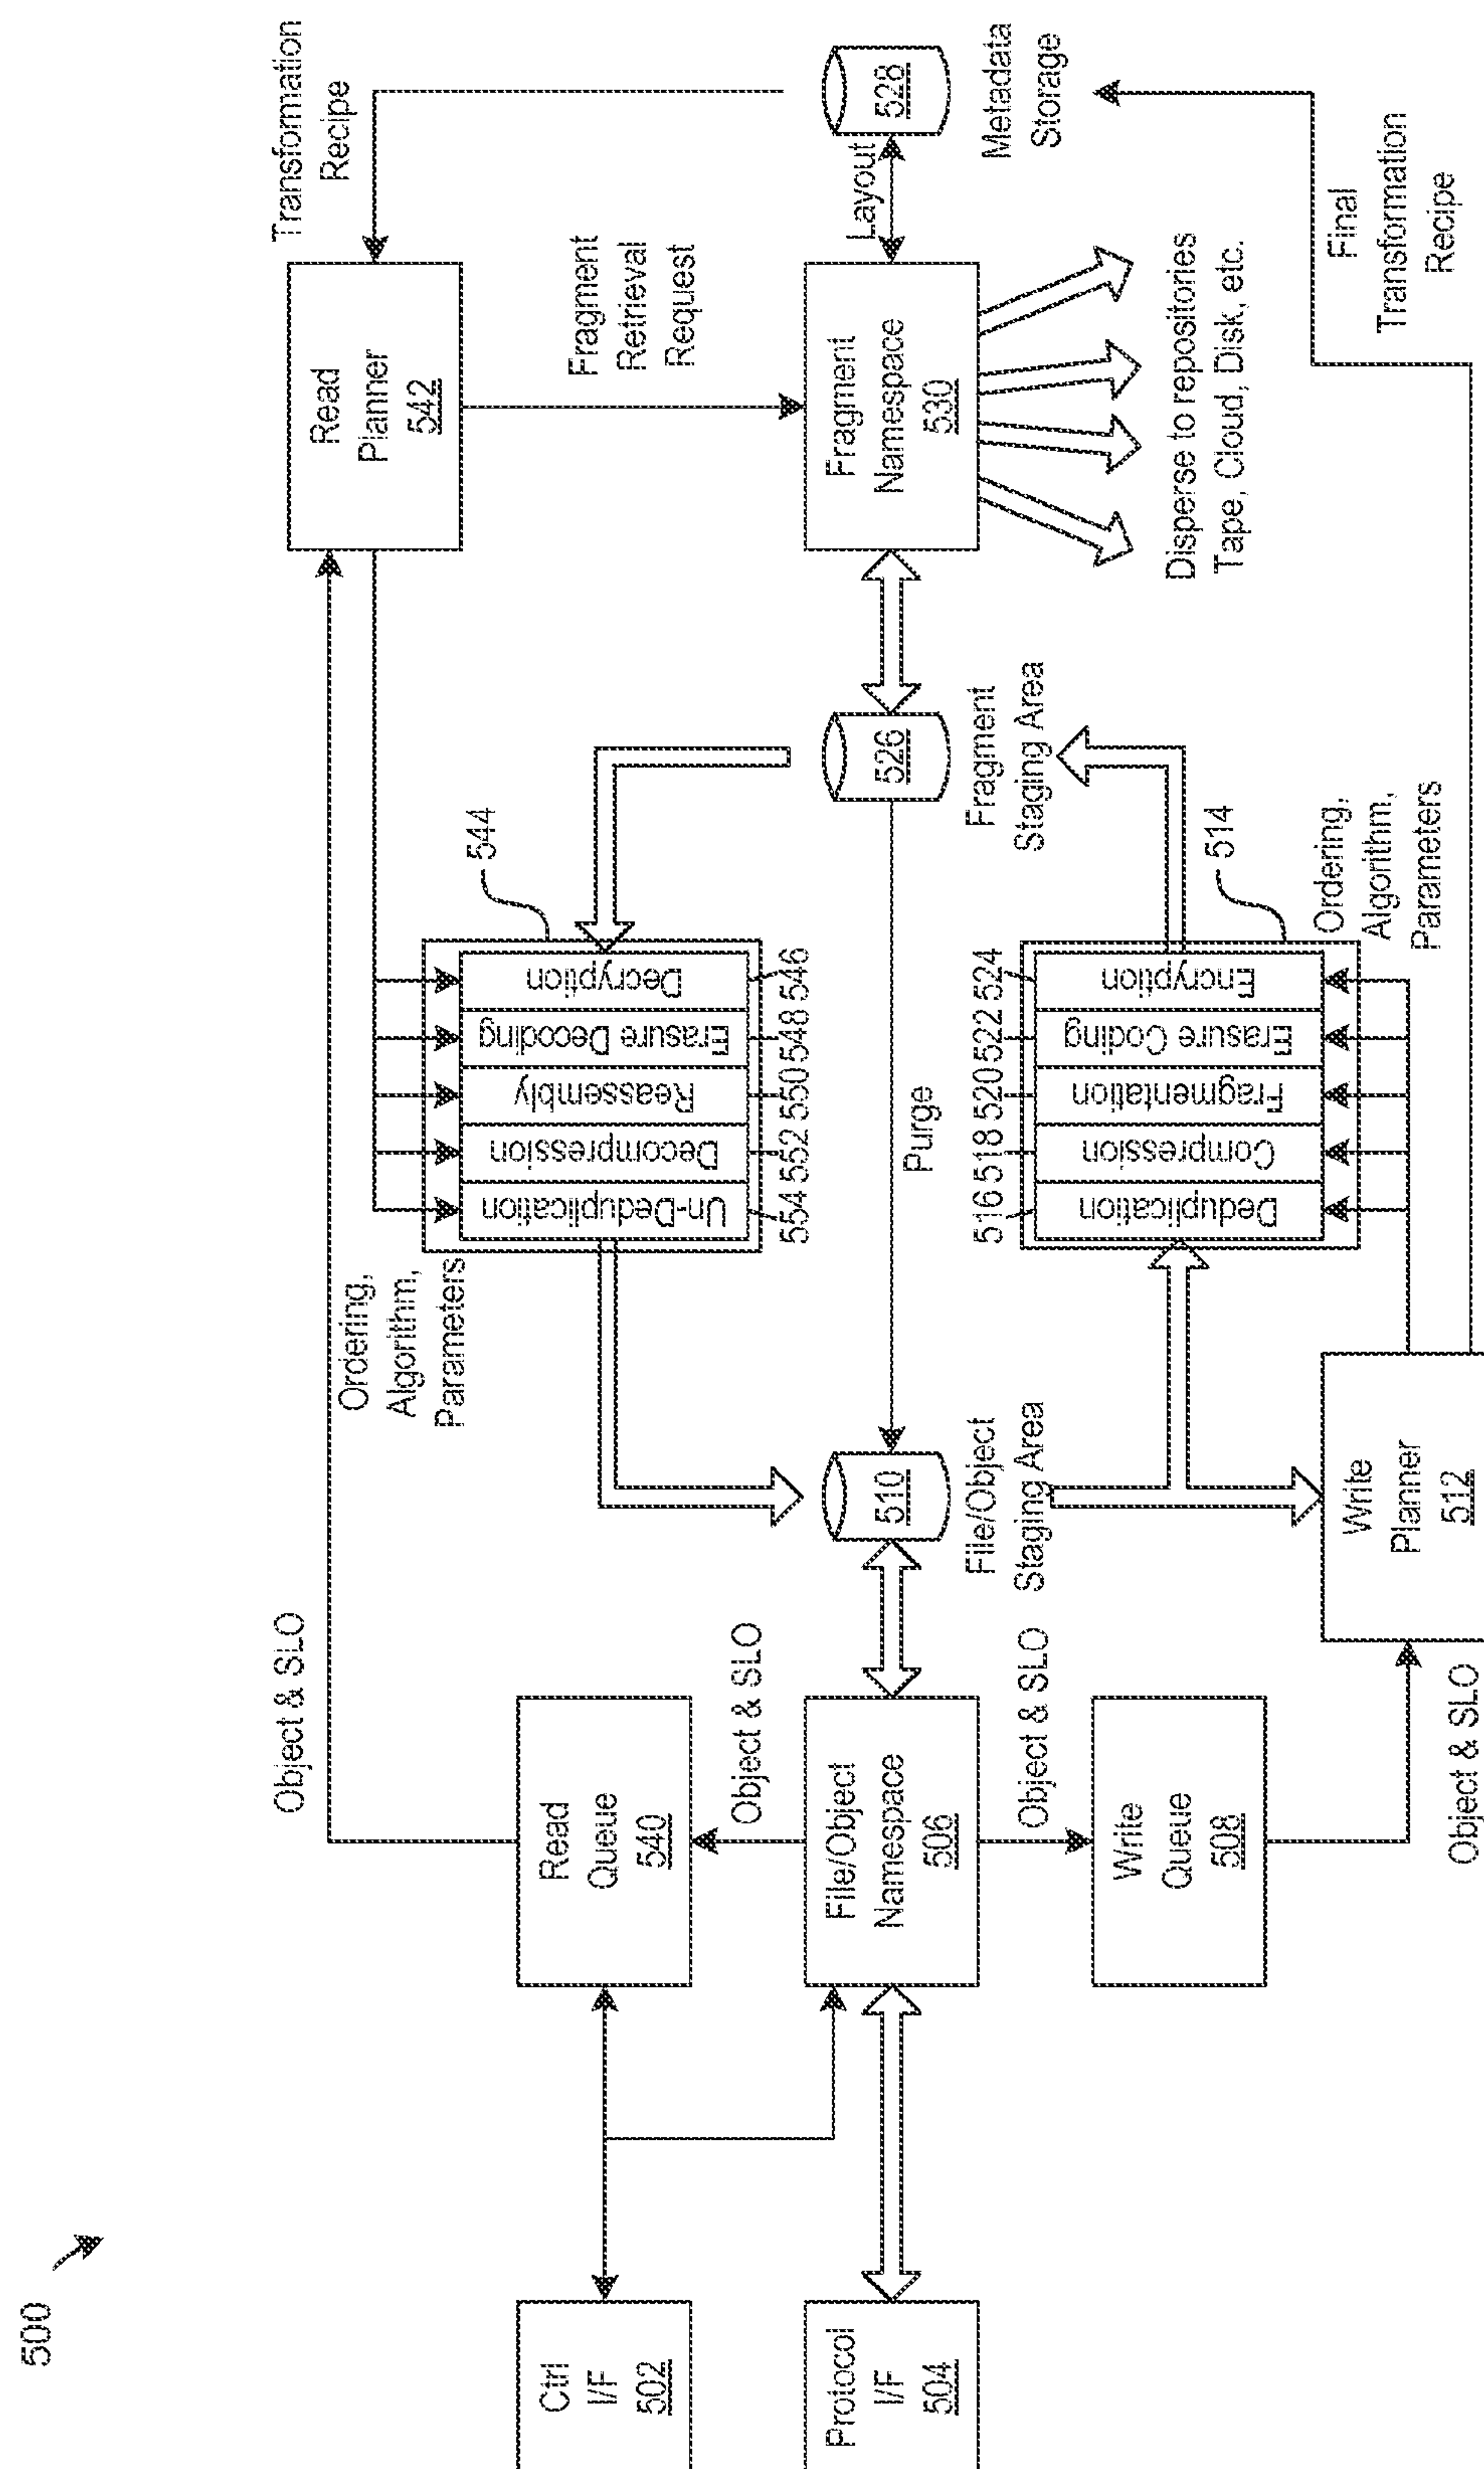 500
Ctrl
I/F
502
Protocol
I/F
504
Object & SLO
Read
Queue
540
Object & SLO
File/Object
Namespace
506
Object & SLO
Write
Queue
508
Object & SLO
Ordering,
Algorithm,
Parameters
510
File/Object
Staging Area
Write
Planner
512
544
Un-Deduplication
Decompression
Reassembly
Erasure Decoding
Decryption
554 552 550 548 546
Purge
516 518 520 522 524
Deduplication
Compression
Fragmentation
Erasure Coding
Encryption
514
Ordering,
Algorithm,
Parameters
526
Fragment
Staging Area
Transformation
Recipe
Read
Planner
542
Fragment
Retrieval
Request
Fragment
Namespace
530
Layout
528
Metadata
Storage
Disperse to repositories
Tape, Cloud, Disk, etc.
Final
Transformation
Recipe